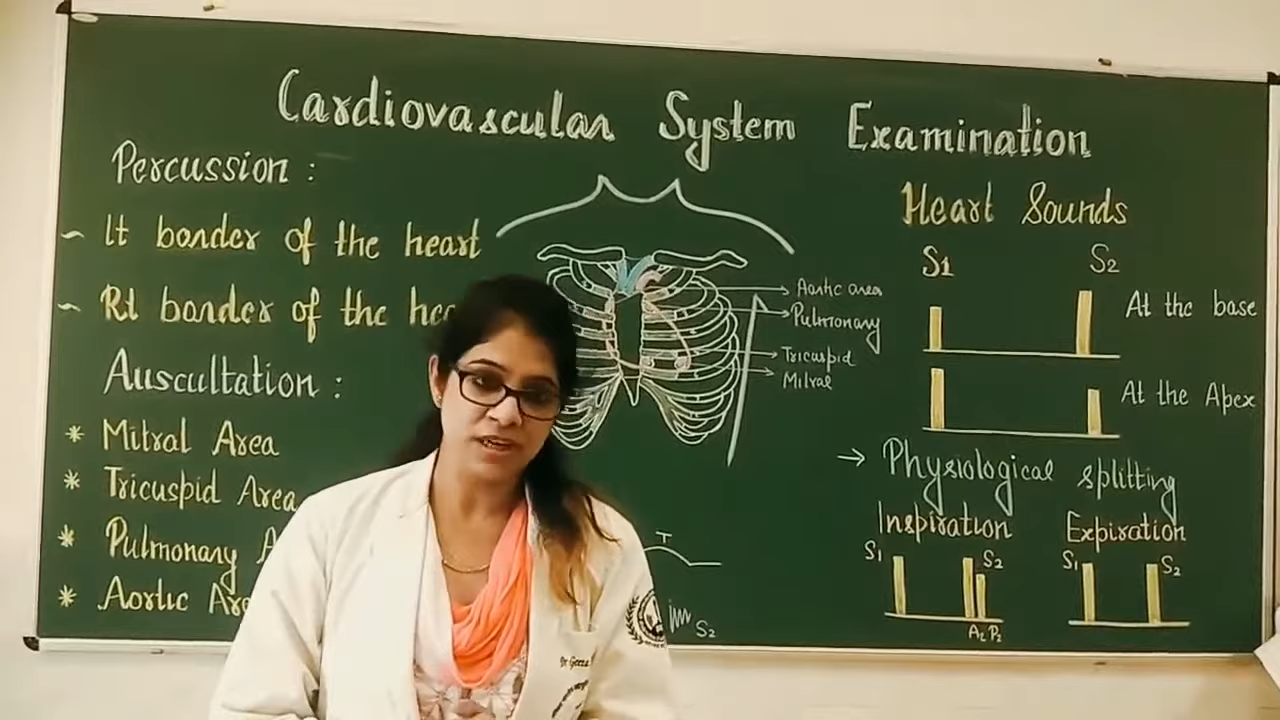 Cardiovascular System Examination
Percussion :
~ Lt border of the heart
~ Rt border of the
Auscultation :
* Mitral Area
* Tricuspid Area
* Pulmonary
* Aortic
Aortic area
Pulmonary
Tricuspid
Mitral
T
S2
Heart Sounds
S1 S2
At the base
At the Apex
→ Physiological splitting
Inspiration Expiration
S1 S2 S1 S2
A2 P2
Dr Geeta